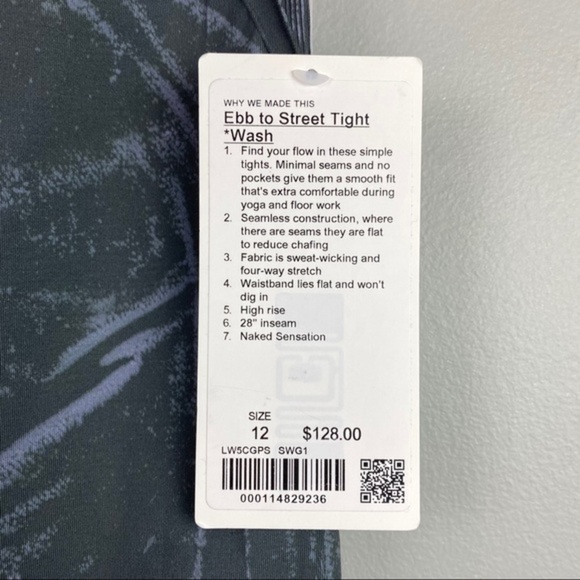 WHY WE MADE THIS
Ebb to Street Tight
*Wash
1. Find your flow in these simple
tights. Minimal seams and no
pockets give them a smooth fit
that's extra comfortable during
yoga and floor work
2. Seamless construction, where
there are seams they are flat
to reduce chafing
3. Fabric is sweat-wicking and
four-way stretch
4. Waistband lies flat and won't
dig in
5. High rise
6. 28" inseam
7. Naked Sensation
SIZE
12 $128.00
LW5CGPS SWG1
000114829236